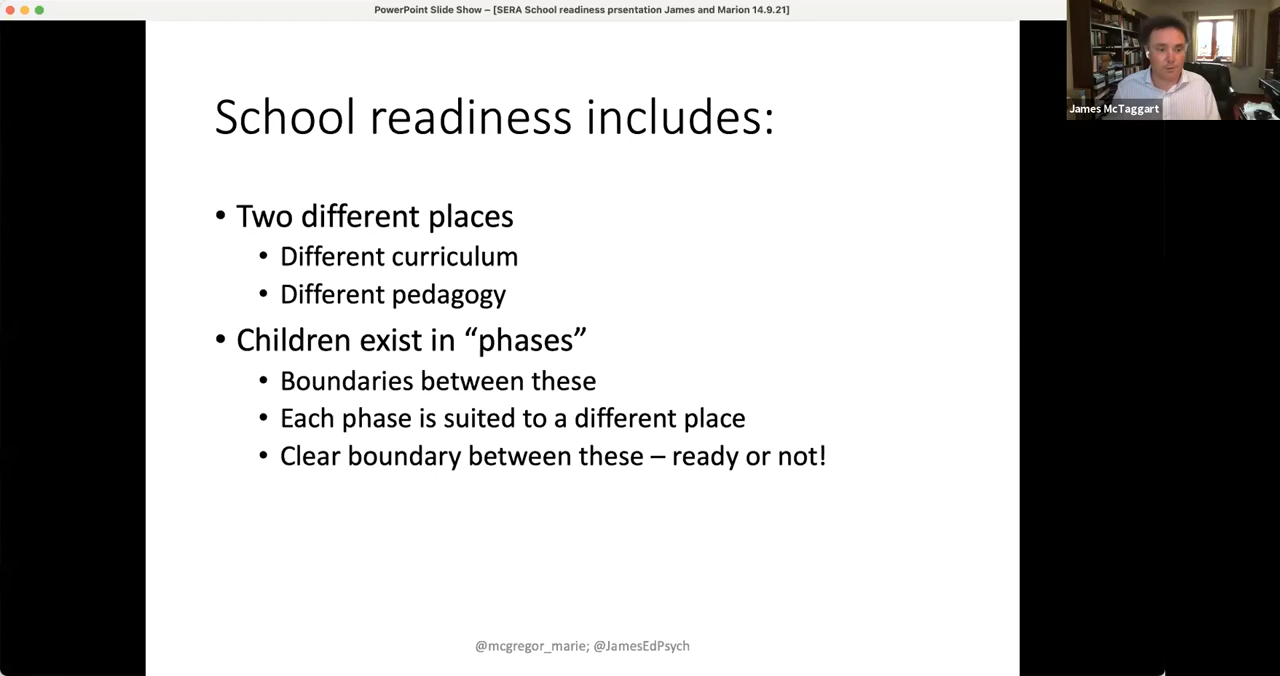 PowerPoint Slide Show – [SERA School readiness prsentation James and Marion 14.9.21]
James McTaggart
School readiness includes:
• Two different places
• Different curriculum
• Different pedagogy
• Children exist in “phases”
• Boundaries between these
• Each phase is suited to a different place
• Clear boundary between these – ready or not!
@mcgregor_marie; @JamesEdPsych